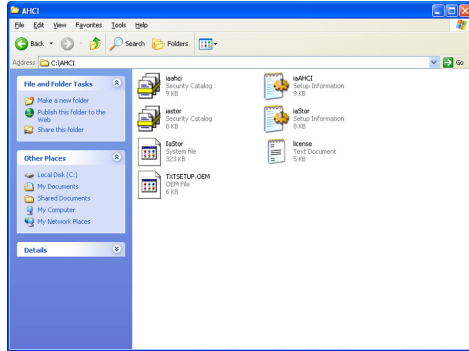 AHCI
File Edit View Favorites Tools Help
Back Search Folders
Address C:\AHCI Go
File and Folder Tasks
Make a new folder
Publish this folder to the
Web
Share this folder
Other Places
Local Disk (C:)
My Documents
Shared Documents
My Computer
My Network Places
Details
iaahci
Security Catalog
9 KB
iaAHCI
Setup Information
9 KB
iastor
Security Catalog
8 KB
iaStor
Setup Information
8 KB
IaStor
System file
323 KB
license
Text Document
5 KB
TXTSETUP.OEM
OEM File
6 KB